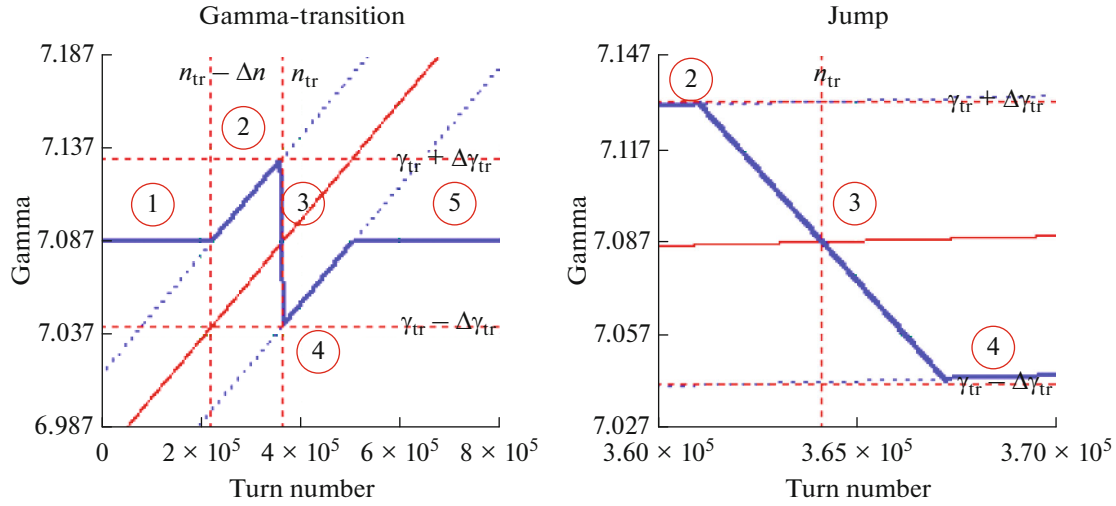 Gamma-transition
7.187
7.137
7.087
7.037
6.987
Gamma
n_tr − Δn
n_tr
γ_tr + Δγ_tr
γ_tr − Δγ_tr
1
2
3
4
5
0
2 × 10^5
4 × 10^5
6 × 10^5
8 × 10^5
Turn number
Jump
7.147
7.117
7.087
7.057
7.027
Gamma
n_tr
γ_tr + Δγ_tr
γ_tr − Δγ_tr
2
3
4
3.60 × 10^5
3.65 × 10^5
3.70 × 10^5
Turn number